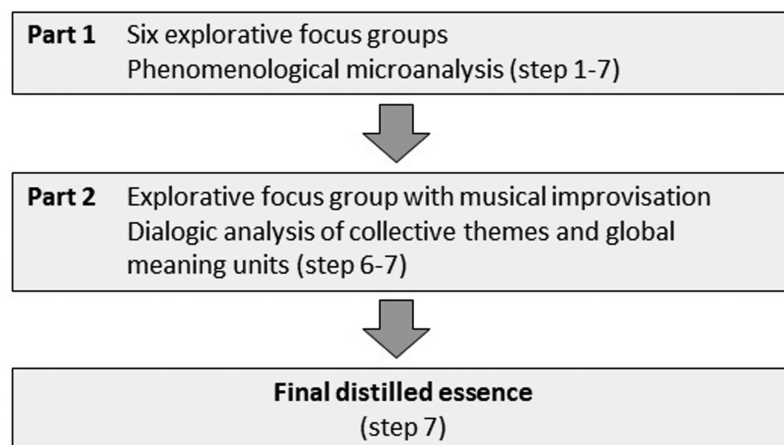 Part 1 Six explorative focus groups
Phenomenological microanalysis (step 1-7)
Part 2 Explorative focus group with musical improvisation
Dialogic analysis of collective themes and global
meaning units (step 6-7)
Final distilled essence
(step 7)